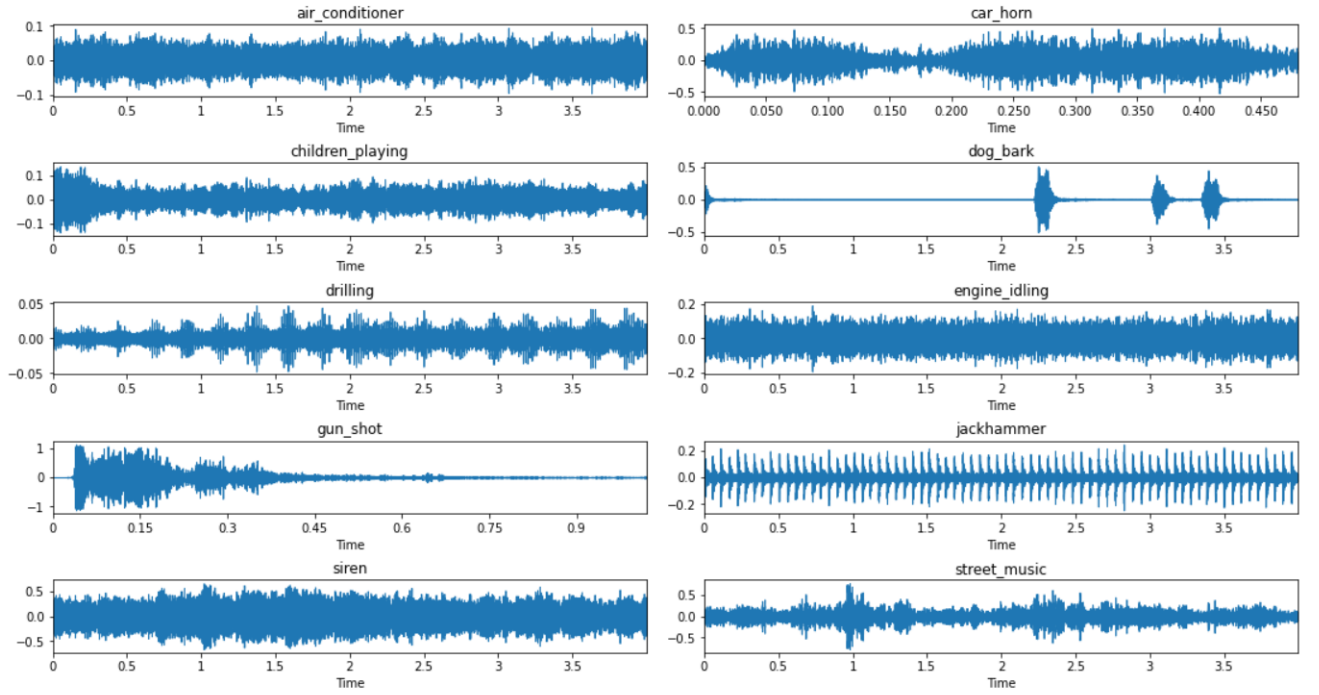 air_conditioner
0.1
0.0
−0.1
0 0.5 1 1.5 2 2.5 3 3.5
Time
car_horn
0.5
0.0
−0.5
0.000 0.050 0.100 0.150 0.200 0.250 0.300 0.350 0.400 0.450
Time
children_playing
0.1
0.0
−0.1
0 0.5 1 1.5 2 2.5 3 3.5
Time
dog_bark
0.5
0.0
−0.5
0 0.5 1 1.5 2 2.5 3 3.5
Time
drilling
0.05
0.00
−0.05
0 0.5 1 1.5 2 2.5 3 3.5
Time
engine_idling
0.2
0.0
−0.2
0 0.5 1 1.5 2 2.5 3 3.5
Time
gun_shot
1
0
−1
0 0.15 0.3 0.45 0.6 0.75 0.9
Time
jackhammer
0.2
0.0
−0.2
0 0.5 1 1.5 2 2.5 3 3.5
Time
siren
0.5
0.0
−0.5
0 0.5 1 1.5 2 2.5 3 3.5
Time
street_music
0.5
0.0
−0.5
0 0.5 1 1.5 2 2.5 3 3.5
Time